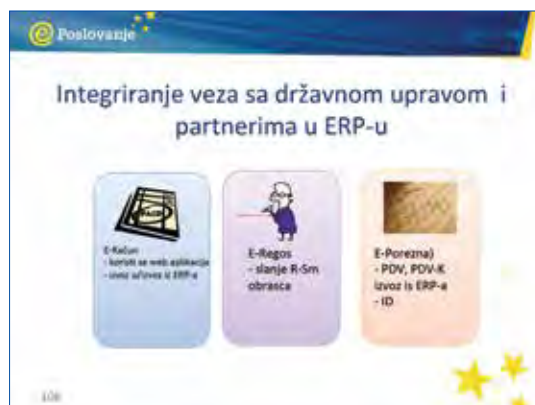 e Poslovanje
Integriranje veza sa državnom upravom i
partnerima u ERP-u
E-Račun
- koristi se web aplikacija
- uvoz u/izvoz iz ERP-a
E-Regos
- slanje R-Sm
obrasca
E-Porezna)
- PDV, PDV-K
izvoz is ERP-a
- ID
108